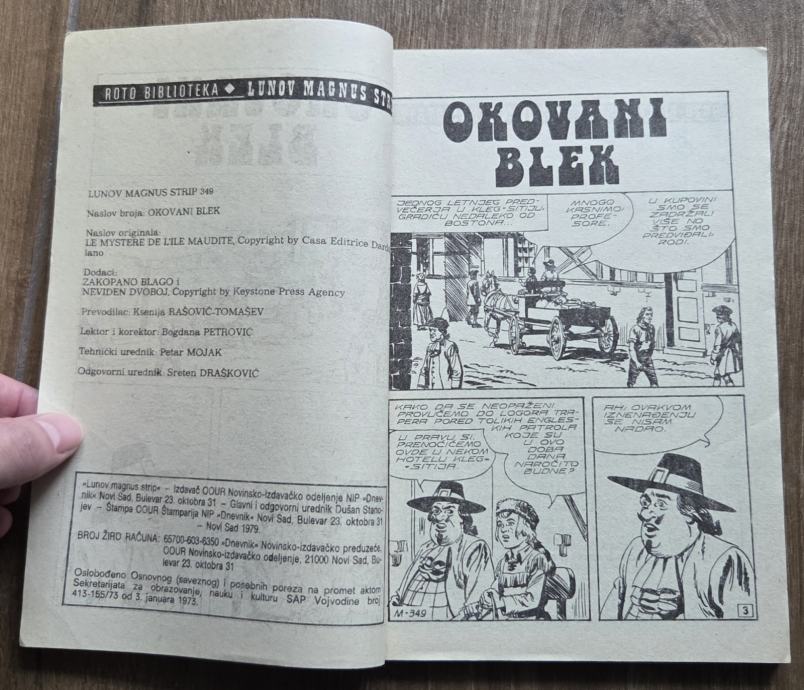 ROTO BIBLIOTEKA ◆ LUNOV MAGNUS STR
LUNOV MAGNUS STRIP 349
Naslov broja: OKOVANI BLEK
Naslov originala:
LE MYSTERE DE L'ILE MAUDITE, Copyright by Casa Editrice Dard
lano
Dodaci:
ZAKOPANO BLAGO i
NEVIĐEN DVOBOJ, Copyright by Keystone Press Agency
Prevodilac: Ksenija RAŠOVIĆ-TOMAŠEV
Lektor i korektor: Bogdana PETROVIĆ
Tehnički urednik: Petar MOJAK
Odgovorni urednik: Sreten DRAŠKOVIĆ
»Lunov magnus strip« – Izdavač OOUR Novinsko-izdavačko odeljenje NIP »Dnev-
nik« Novi Sad, Bulevar 23. oktobra 31 – Glavni i odgovorni urednik Dušan Stano-
jev – Štampa OOUR Štamparija NIP »Dnevnik« Novi Sad, Bulevar 23. oktobra 31
– Novi Sad 1979.
BROJ ŽIRO RAČUNA: 65700-603-6350 »Dnevnik« Novinsko-izdavačko preduzeće,
OOUR Novinsko-izdavačko odeljenje, 21000 Novi Sad, Bu-
levar 23. oktobra 31
Oslobođeno Osnovnog (saveznog) i posebnih poreza na promet aktom
Sekretarijata za obrazovanje, nauku i kulturu SAP Vojvodine broj
413-155/73 od 3. januara 1973.
OKOVANI
BLEK
JEDNOG LETNJEG PRED-
VEČERJA U KLEG-SITIJU,
GRADIĆU NEDALEKO OD
BOSTONA...
MNOGO
KASNIMO,
PROFE-
SORE.
U KUPOVINI
SMO SE
ZADRŽALI
VIŠE NO
ŠTO SMO
PREDVIĐALI,
RODI.
KAKO DA SE NEOPAŽENI
PROVUČEMO DO LOGORA TRA-
PERA PORED TOLIKIH ENGLES-
KIH PATROLA
KOJE SU
U OVO
DOBA
DANA
NAROČITO
BUDNE?
U PRAVU SI.
PRENOĆIĆEMO
OVDE U NEKOM
HOTELU KLEG-
SITIJA.
M-349
AH! OVAKVOM
IZNENAĐENJU
SE NISAM
NADAO.
3